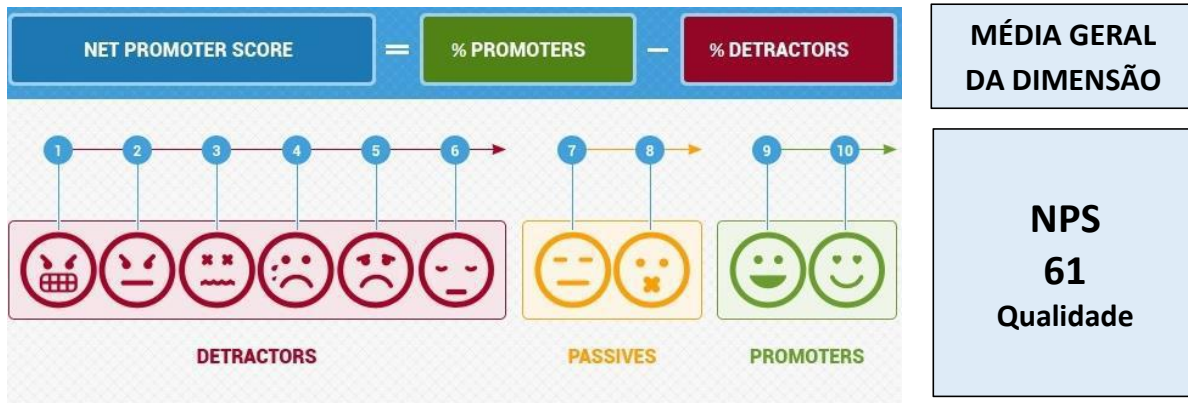 NET PROMOTER SCORE = % PROMOTERS — % DETRACTORS
1 2 3 4 5 6 7 8 9 10
DETRACTORS PASSIVES PROMOTERS
MÉDIA GERAL
DA DIMENSÃO
NPS
61
Qualidade